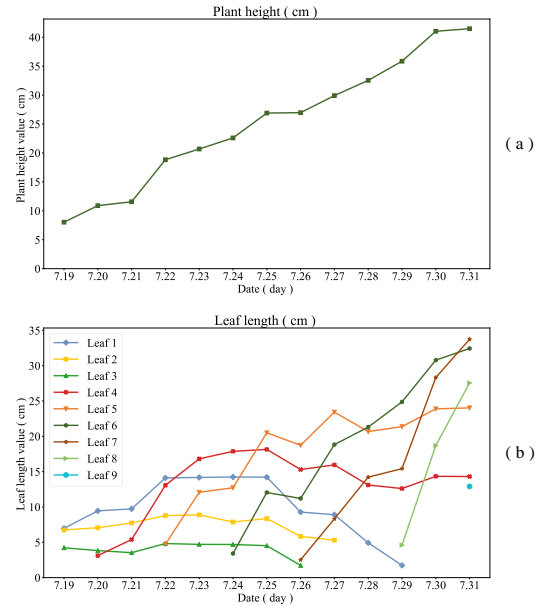 Plant height ( cm )
Plant height value ( cm )
40
35
30
25
20
15
10
5
0
7.19 7.20 7.21 7.22 7.23 7.24 7.25 7.26 7.27 7.28 7.29 7.30 7.31
Date ( day )
( a )
Leaf length ( cm )
Leaf length value ( cm )
35
30
25
20
15
10
5
0
Leaf 1
Leaf 2
Leaf 3
Leaf 4
Leaf 5
Leaf 6
Leaf 7
Leaf 8
Leaf 9
7.19 7.20 7.21 7.22 7.23 7.24 7.25 7.26 7.27 7.28 7.29 7.30 7.31
Date ( day )
( b )